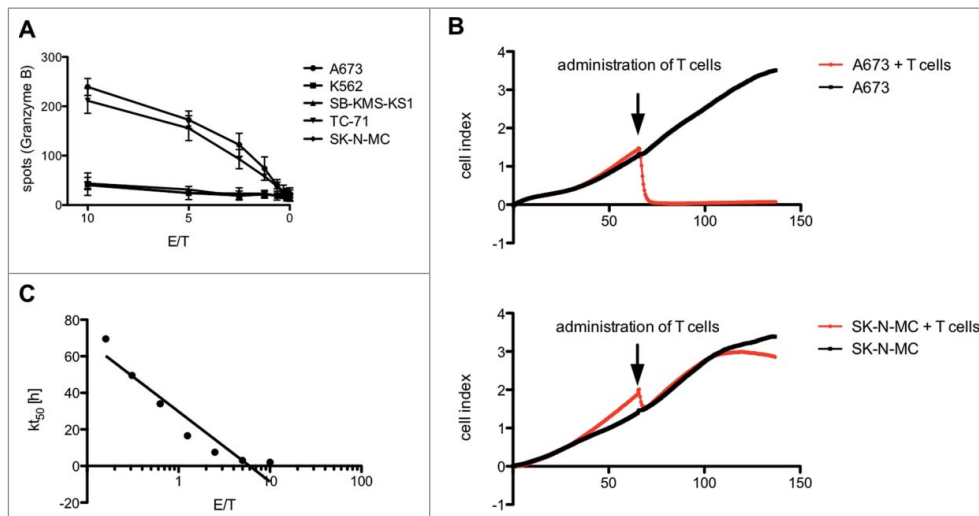 A
300
200
100
0
10
5
0
spots (Granzyme B)
E/T
A673
K562
SB-KMS-KS1
TC-71
SK-N-MC
B
4
3
2
1
0
-1
50
100
150
cell index
administration of T cells
A673 + T cells
A673
4
3
2
1
0
-1
50
100
150
cell index
administration of T cells
SK-N-MC + T cells
SK-N-MC
C
80
60
40
20
0
-20
1
10
100
kt50 [h]
E/T